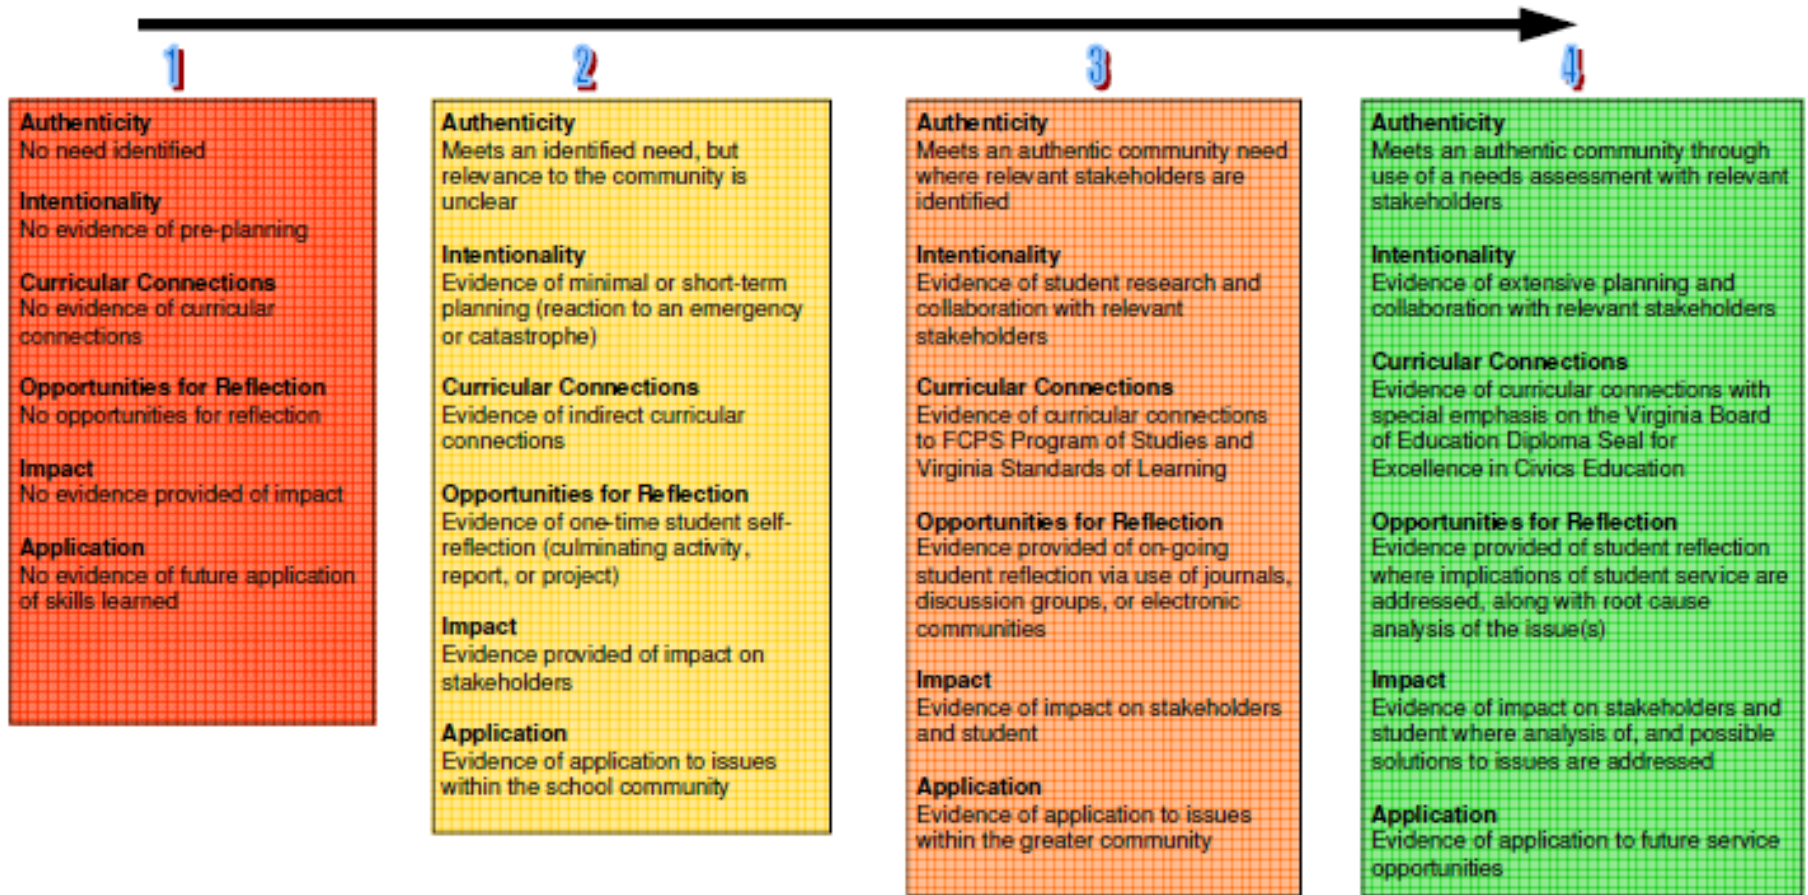 1
Authenticity
No need identified
Intentionality
No evidence of pre-planning
Curricular Connections
No evidence of curricular
connections
Opportunities for Reflection
No opportunities for reflection
Impact
No evidence provided of impact
Application
No evidence of future application
of skills learned
2
Authenticity
Meets an identified need, but
relevance to the community is
unclear
Intentionality
Evidence of minimal or short-term
planning (reaction to an emergency
or catastrophe)
Curricular Connections
Evidence of indirect curricular
connections
Opportunities for Reflection
Evidence of one-time student self-
reflection (culminating activity,
report, or project)
Impact
Evidence provided of impact on
stakeholders
Application
Evidence of application to issues
within the school community
3
Authenticity
Meets an authentic community need
where relevant stakeholders are
identified
Intentionality
Evidence of student research and
collaboration with relevant
stakeholders
Curricular Connections
Evidence of curricular connections
to FCPS Program of Studies and
Virginia Standards of Learning
Opportunities for Reflection
Evidence provided of on-going
student reflection via use of journals,
discussion groups, or electronic
communities
Impact
Evidence of impact on stakeholders
and student
Application
Evidence of application to issues
within the greater community
4
Authenticity
Meets an authentic community through
use of a needs assessment with relevant
stakeholders
Intentionality
Evidence of extensive planning and
collaboration with relevant stakeholders
Curricular Connections
Evidence of curricular connections with
special emphasis on the Virginia Board
of Education Diploma Seal for
Excellence in Civics Education
Opportunities for Reflection
Evidence provided of student reflection
where implications of student service are
addressed, along with root cause
analysis of the issue(s)
Impact
Evidence of impact on stakeholders and
student where analysis of, and possible
solutions to issues are addressed
Application
Evidence of application to future service
opportunities